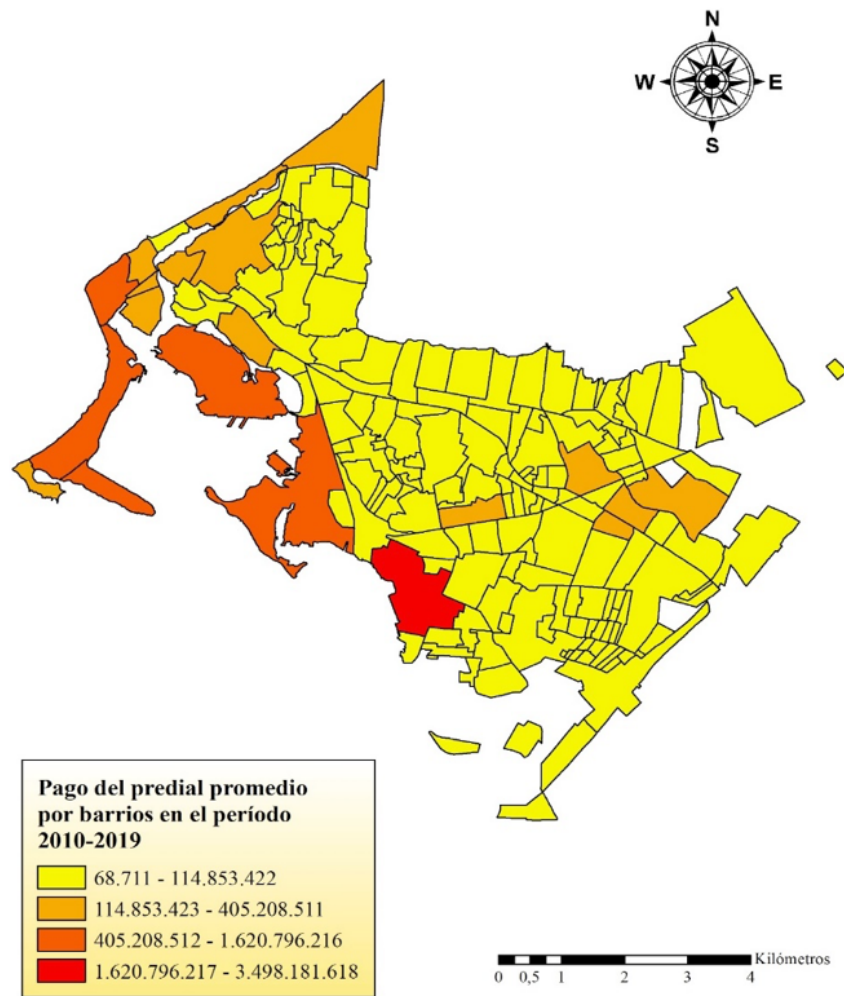 N
W E
S
Pago del predial promedio
por barrios en el período
2010-2019
68.711 - 114.853.422
114.853.423 - 405.208.511
405.208.512 - 1.620.796.216
1.620.796.217 - 3.498.181.618
Kilómetros
0 0,5 1 2 3 4